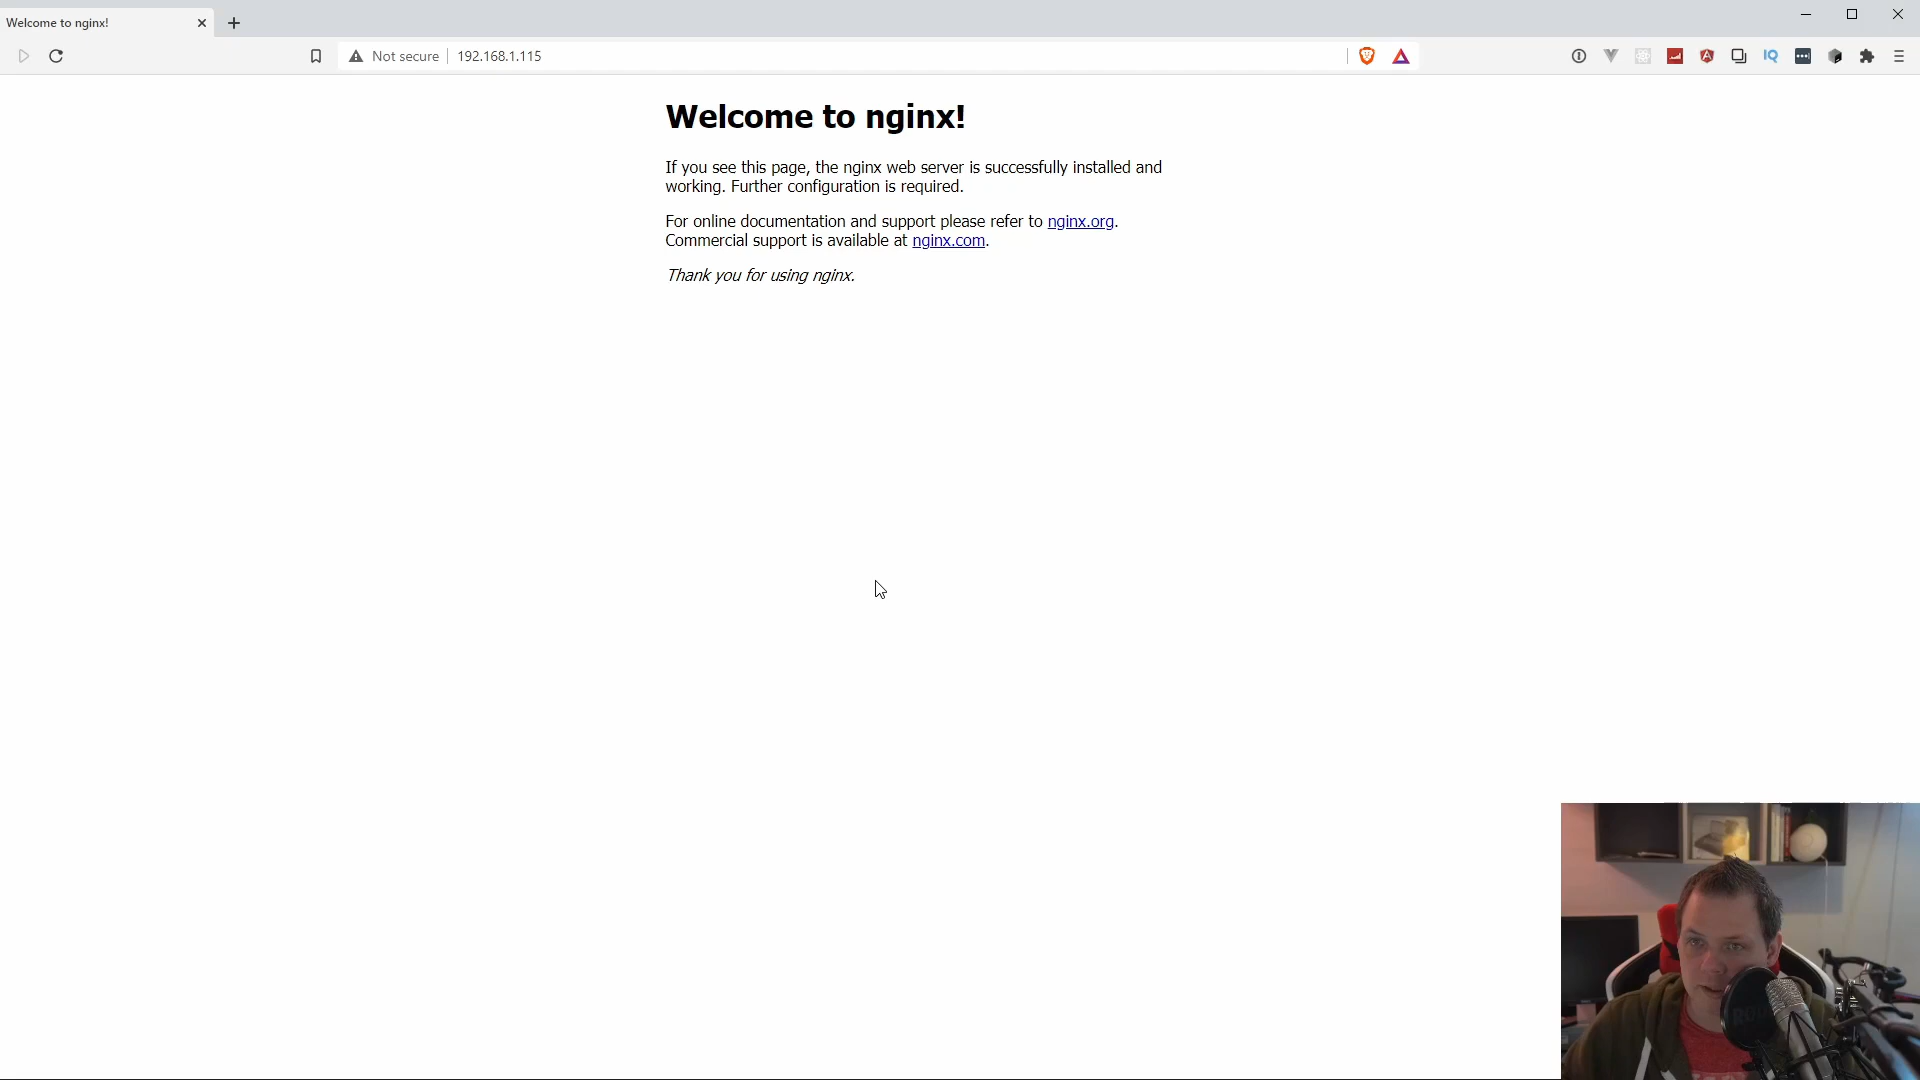 Welcome to nginx!
Not secure
192.168.1.115
IQ
Welcome to nginx!
If you see this page, the nginx web server is successfully installed and
working. Further configuration is required.
For online documentation and support please refer to nginx.org.
Commercial support is available at nginx.com.
Thank you for using nginx.